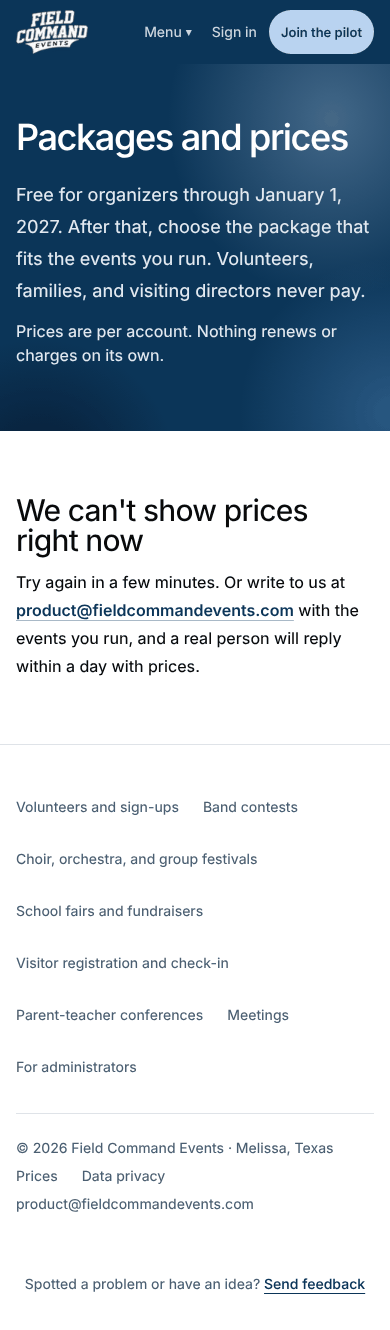 FIELD
COMMAND
EVENTS
Menu ▾ Sign in Join the pilot
Packages and prices
Free for organizers through January 1,
2027. After that, choose the package that
fits the events you run. Volunteers,
families, and visiting directors never pay.
Prices are per account. Nothing renews or
charges on its own.
We can't show prices
right now
Try again in a few minutes. Or write to us at
product@fieldcommandevents.com with the
events you run, and a real person will reply
within a day with prices.
Volunteers and sign-ups Band contests
Choir, orchestra, and group festivals
School fairs and fundraisers
Visitor registration and check-in
Parent-teacher conferences Meetings
For administrators
© 2026 Field Command Events · Melissa, Texas
Prices Data privacy
product@fieldcommandevents.com
Spotted a problem or have an idea? Send feedback